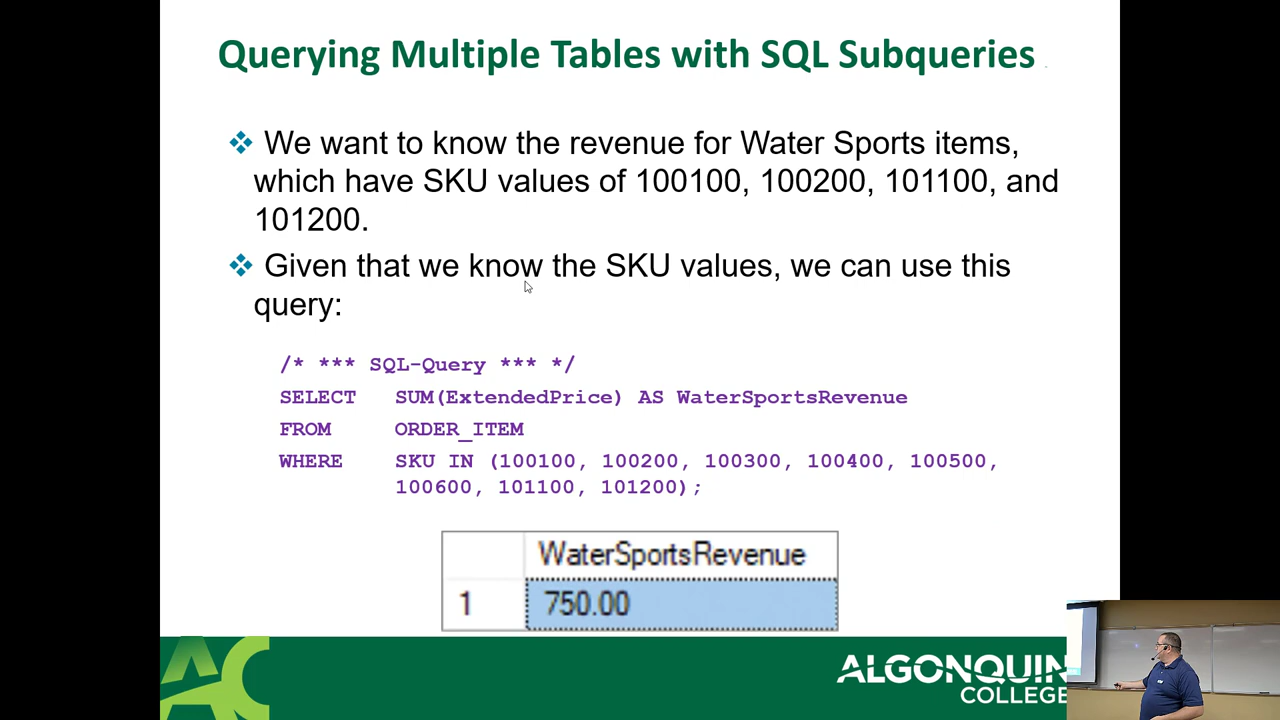 Querying Multiple Tables with SQL Subqueries
We want to know the revenue for Water Sports items,
which have SKU values of 100100, 100200, 101100, and
101200.
Given that we know the SKU values, we can use this
query:
/* *** SQL-Query *** */
SELECT SUM(ExtendedPrice) AS WaterSportsRevenue
FROM ORDER_ITEM
WHERE SKU IN (100100, 100200, 100300, 100400, 100500,
100600, 101100, 101200);
WaterSportsRevenue
1 750.00
AC
ALGONQUIN
COLLEGE